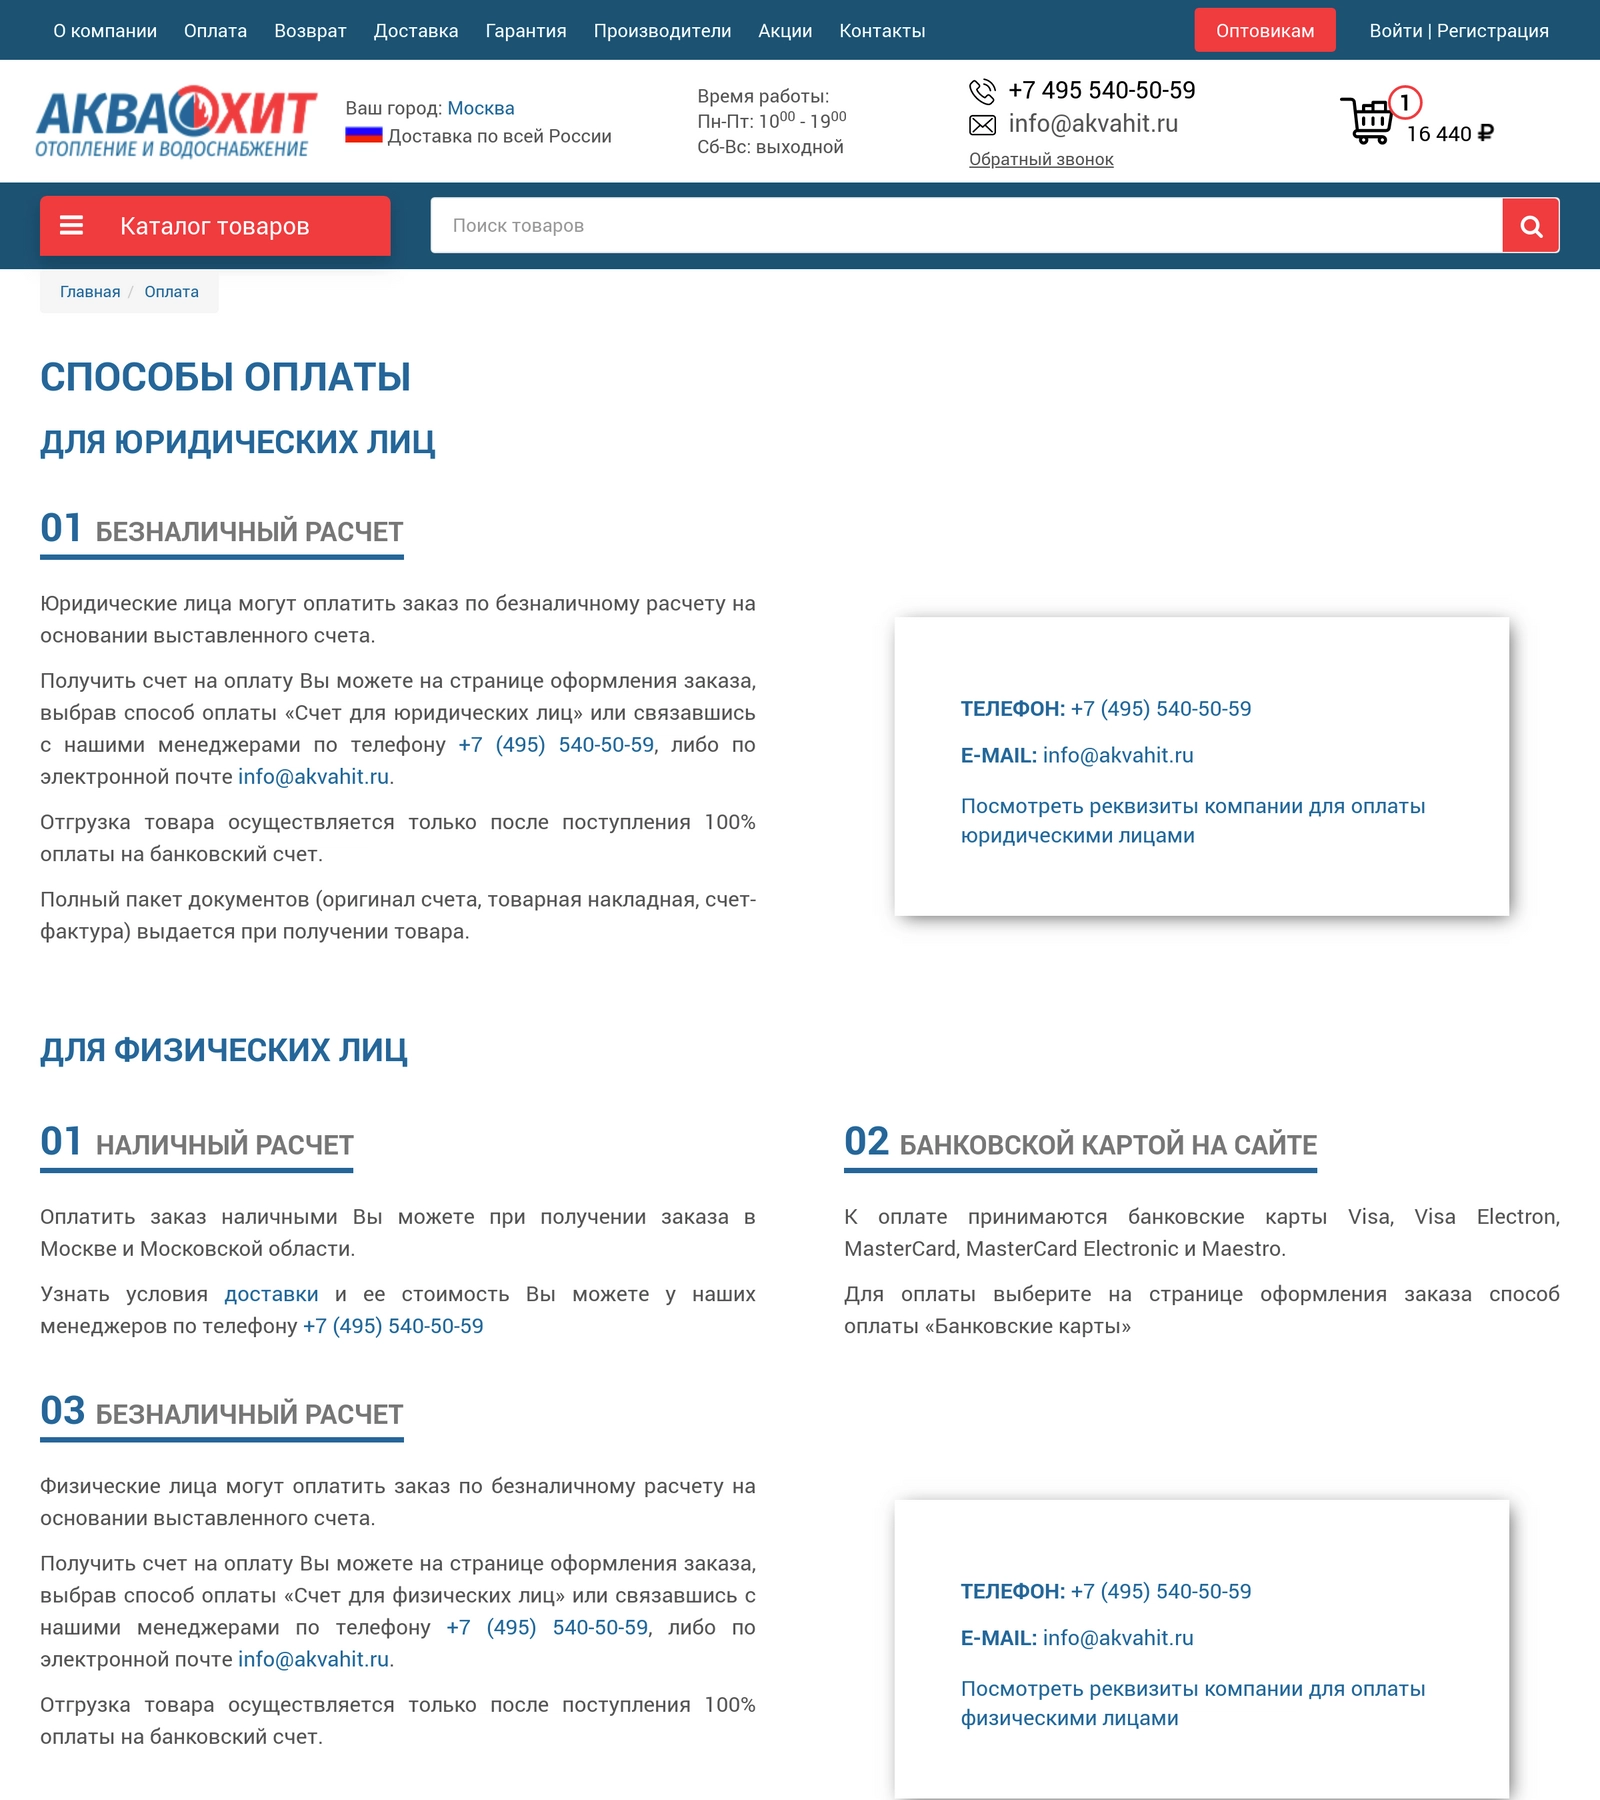 О компании Оплата Возврат Доставка Гарантия Производители Акции Контакты Оптовикам Войти | Регистрация
АКВАХИТ
ОТОПЛЕНИЕ И ВОДОСНАБЖЕНИЕ
Ваш город: Москва
Доставка по всей России
Время работы:
Пн-Пт: 10⁰⁰ - 19⁰⁰
Сб-Вс: выходной
+7 495 540-50-59
info@akvahit.ru
Обратный звонок
1
16 440 ₽
Каталог товаров
Поиск товаров
Главная / Оплата
СПОСОБЫ ОПЛАТЫ
ДЛЯ ЮРИДИЧЕСКИХ ЛИЦ
01 БЕЗНАЛИЧНЫЙ РАСЧЕТ
Юридические лица могут оплатить заказ по безналичному расчету на
основании выставленного счета.
Получить счет на оплату Вы можете на странице оформления заказа,
выбрав способ оплаты «Счет для юридических лиц» или связавшись
с нашими менеджерами по телефону +7 (495) 540-50-59, либо по
электронной почте info@akvahit.ru.
Отгрузка товара осуществляется только после поступления 100%
оплаты на банковский счет.
Полный пакет документов (оригинал счета, товарная накладная, счет-
фактура) выдается при получении товара.
ТЕЛЕФОН: +7 (495) 540-50-59
E-MAIL: info@akvahit.ru
Посмотреть реквизиты компании для оплаты
юридическими лицами
ДЛЯ ФИЗИЧЕСКИХ ЛИЦ
01 НАЛИЧНЫЙ РАСЧЕТ
Оплатить заказ наличными Вы можете при получении заказа в
Москве и Московской области.
Узнать условия доставки и ее стоимость Вы можете у наших
менеджеров по телефону +7 (495) 540-50-59
02 БАНКОВСКОЙ КАРТОЙ НА САЙТЕ
К оплате принимаются банковские карты Visa, Visa Electron,
MasterCard, MasterCard Electronic и Maestro.
Для оплаты выберите на странице оформления заказа способ
оплаты «Банковские карты»
03 БЕЗНАЛИЧНЫЙ РАСЧЕТ
Физические лица могут оплатить заказ по безналичному расчету на
основании выставленного счета.
Получить счет на оплату Вы можете на странице оформления заказа,
выбрав способ оплаты «Счет для физических лиц» или связавшись с
нашими менеджерами по телефону +7 (495) 540-50-59, либо по
электронной почте info@akvahit.ru.
Отгрузка товара осуществляется только после поступления 100%
оплаты на банковский счет.
ТЕЛЕФОН: +7 (495) 540-50-59
E-MAIL: info@akvahit.ru
Посмотреть реквизиты компании для оплаты
физическими лицами